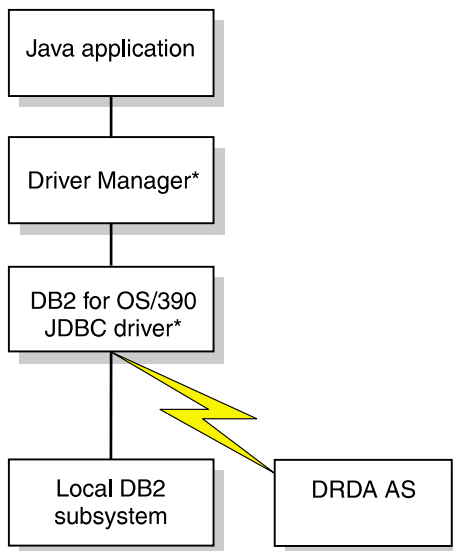 Java application
Driver Manager*
DB2 for OS/390
JDBC driver*
Local DB2
subsystem
DRDA AS